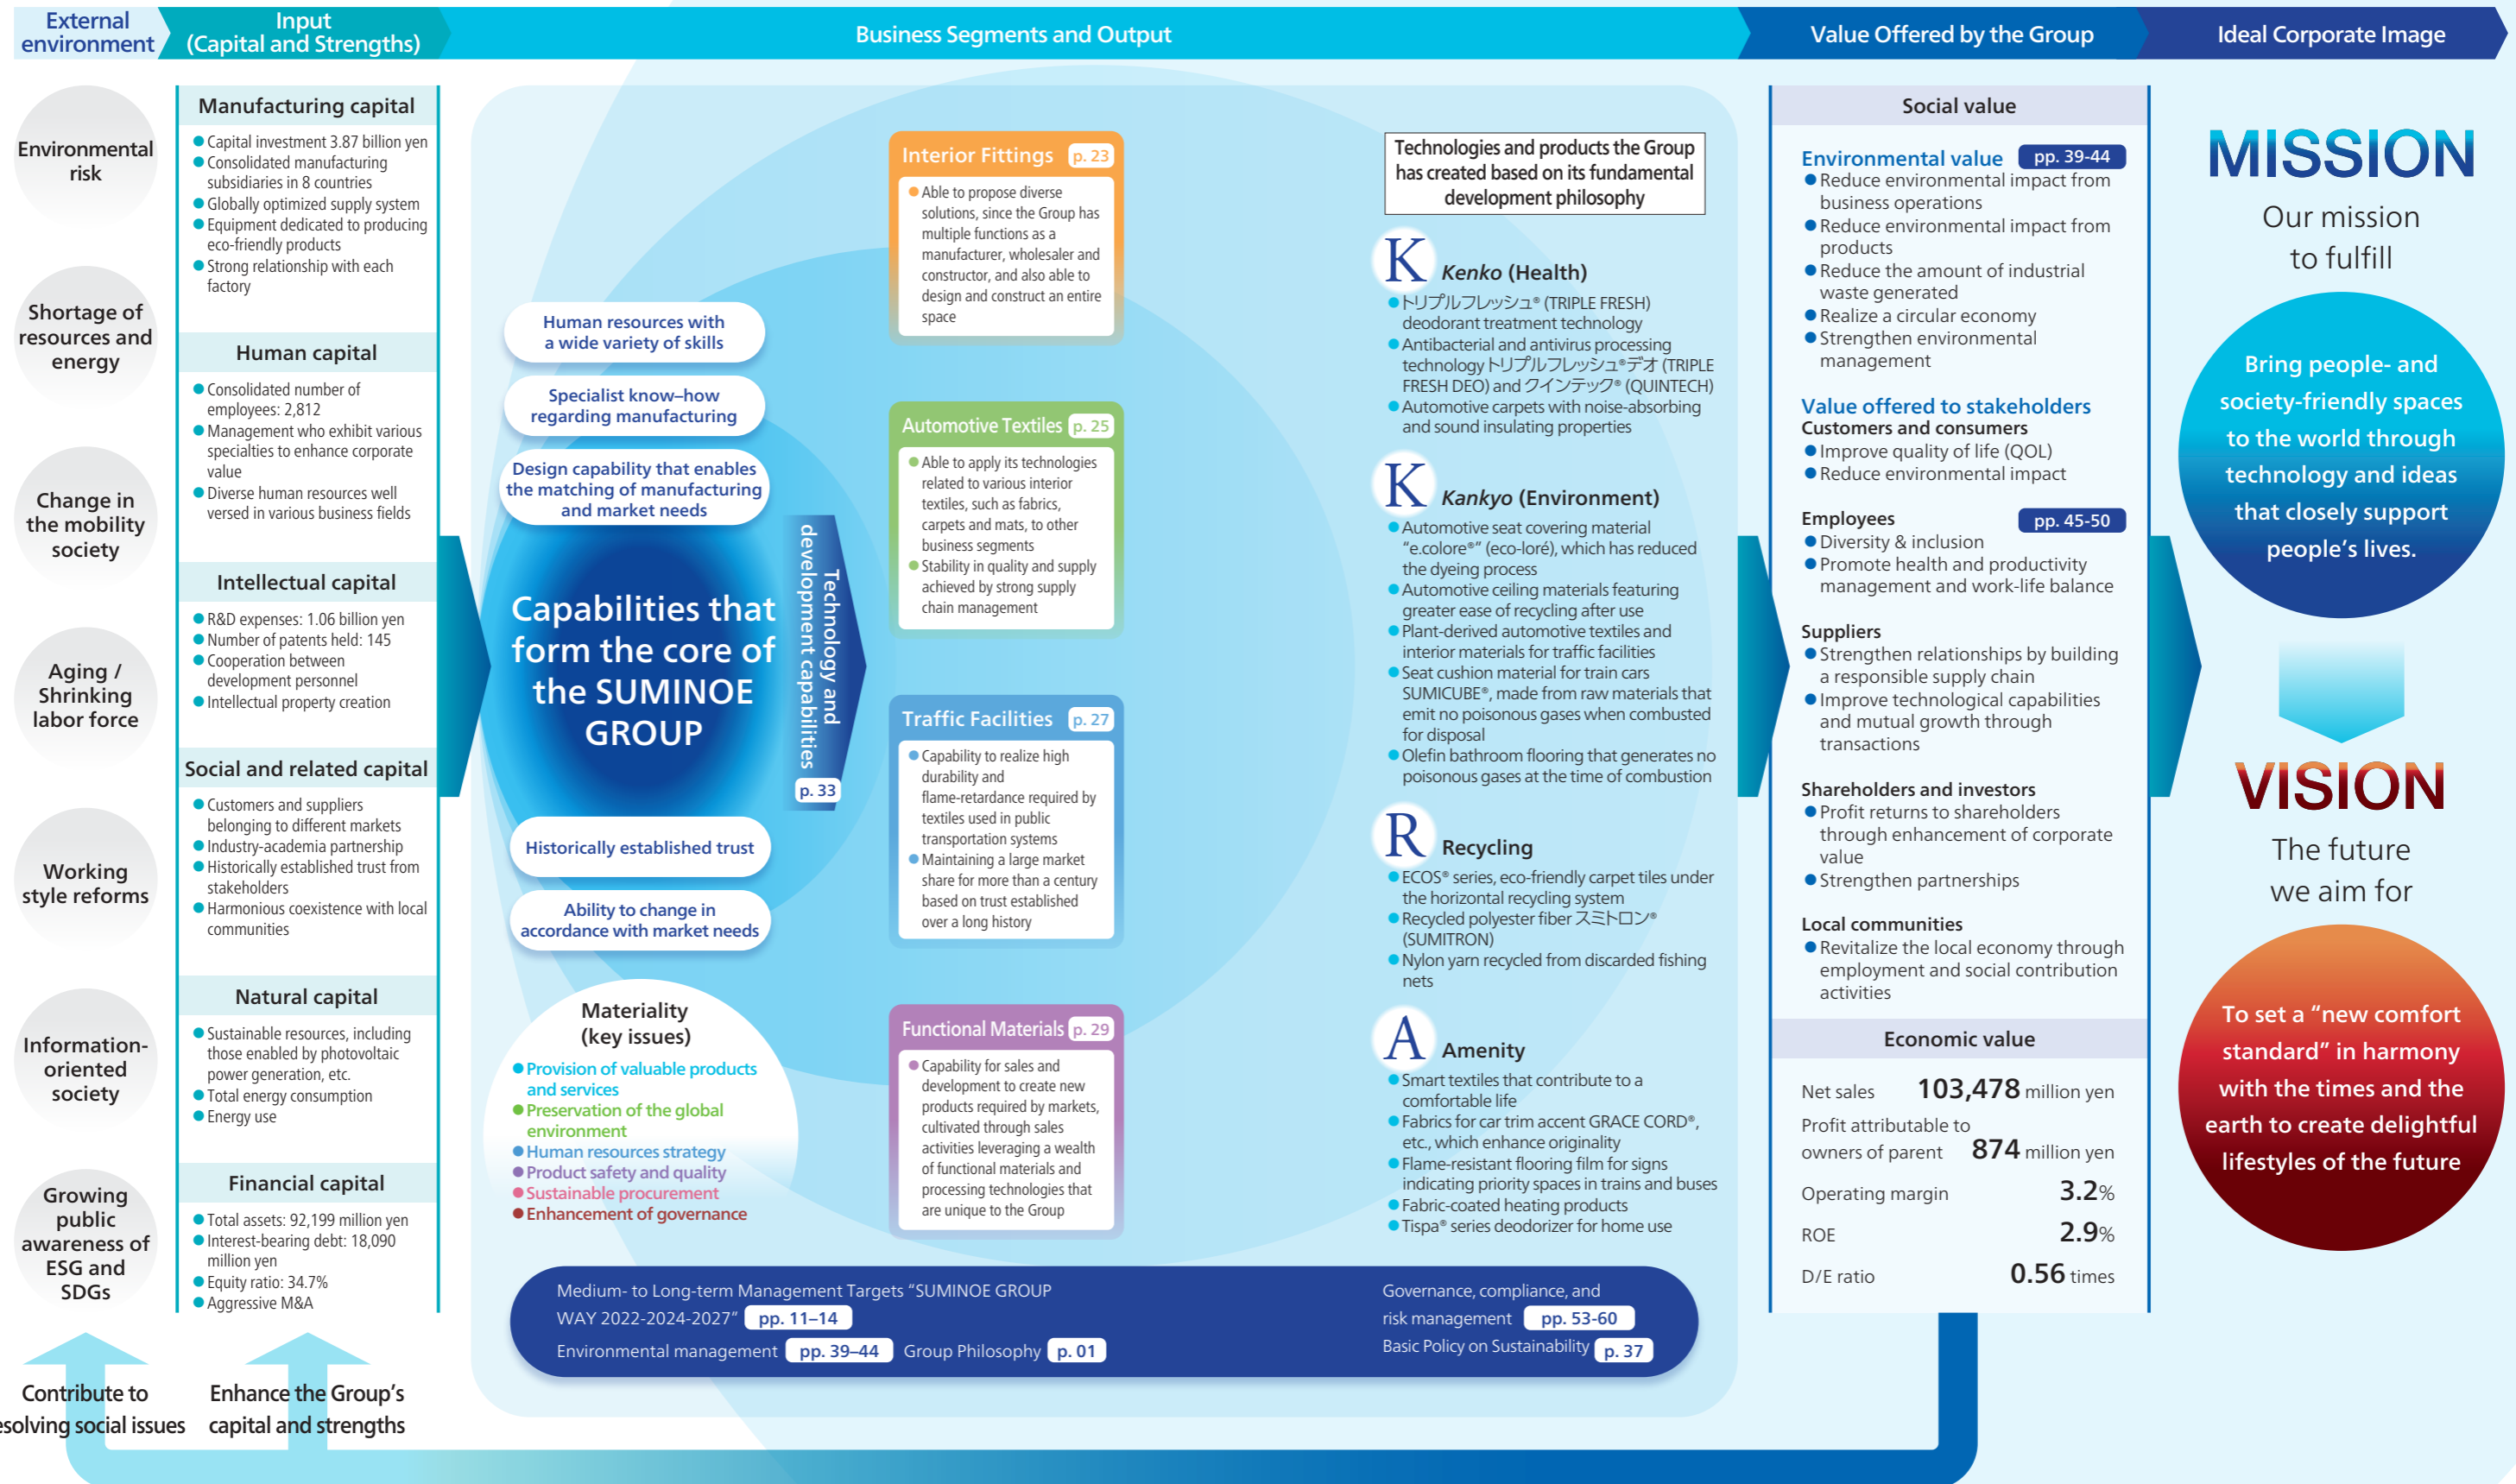 External
environment
Input
(Capital and Strengths)
Business Segments and Output
Value Offered by the Group
Ideal Corporate Image
Environmental
risk
Shortage of
resources and
energy
Change in
the mobility
society
Aging /
Shrinking
labor force
Working
style reforms
Information-
oriented
society
Growing
public
awareness of
ESG and
SDGs
Manufacturing capital
● Capital investment 3.87 billion yen
● Consolidated manufacturing
subsidiaries in 8 countries
● Globally optimized supply system
● Equipment dedicated to producing
eco-friendly products
● Strong relationship with each
factory
Human capital
● Consolidated number of
employees: 2,812
● Management who exhibit various
specialties to enhance corporate
value
● Diverse human resources well
versed in various business fields
Intellectual capital
● R&D expenses: 1.06 billion yen
● Number of patents held: 145
● Cooperation between
development personnel
● Intellectual property creation
Social and related capital
● Customers and suppliers
belonging to different markets
● Industry-academia partnership
● Historically established trust from
stakeholders
● Harmonious coexistence with local
communities
Natural capital
● Sustainable resources, including
those enabled by photovoltaic
power generation, etc.
● Total energy consumption
● Energy use
Financial capital
● Total assets: 92,199 million yen
● Interest-bearing debt: 18,090
million yen
● Equity ratio: 34.7%
● Aggressive M&A
Human resources with
a wide variety of skills
Specialist know–how
regarding manufacturing
Design capability that enables
the matching of manufacturing
and market needs
Capabilities that
form the core of
the SUMINOE
GROUP
Technology and
development capabilities
p. 33
Historically established trust
Ability to change in
accordance with market needs
Materiality
(key issues)
● Provision of valuable products
and services
● Preservation of the global
environment
● Human resources strategy
● Product safety and quality
● Sustainable procurement
● Enhancement of governance
Interior Fittings p. 23
● Able to propose diverse
solutions, since the Group has
multiple functions as a
manufacturer, wholesaler and
constructor, and also able to
design and construct an entire
space
Automotive Textiles p. 25
● Able to apply its technologies
related to various interior
textiles, such as fabrics,
carpets and mats, to other
business segments
● Stability in quality and supply
achieved by strong supply
chain management
Traffic Facilities p. 27
● Capability to realize high
durability and
flame-retardance required by
textiles used in public
transportation systems
● Maintaining a large market
share for more than a century
based on trust established
over a long history
Functional Materials p. 29
● Capability for sales and
development to create new
products required by markets,
cultivated through sales
activities leveraging a wealth
of functional materials and
processing technologies that
are unique to the Group
Technologies and products the Group
has created based on its fundamental
development philosophy
K Kenko (Health)
● トリプルフレッシュ® (TRIPLE FRESH)
deodorant treatment technology
● Antibacterial and antivirus processing
technology トリプルフレッシュ®デオ (TRIPLE
FRESH DEO) and クインテック® (QUINTECH)
● Automotive carpets with noise-absorbing
and sound insulating properties
K Kankyo (Environment)
● Automotive seat covering material
“e.colore®” (eco-loré), which has reduced
the dyeing process
● Automotive ceiling materials featuring
greater ease of recycling after use
● Plant-derived automotive textiles and
interior materials for traffic facilities
● Seat cushion material for train cars
SUMICUBE®, made from raw materials that
emit no poisonous gases when combusted
for disposal
● Olefin bathroom flooring that generates no
poisonous gases at the time of combustion
R Recycling
● ECOS® series, eco-friendly carpet tiles under
the horizontal recycling system
● Recycled polyester fiber スミトロン®
(SUMITRON)
● Nylon yarn recycled from discarded fishing
nets
A Amenity
● Smart textiles that contribute to a
comfortable life
● Fabrics for car trim accent GRACE CORD®,
etc., which enhance originality
● Flame-resistant flooring film for signs
indicating priority spaces in trains and buses
● Fabric-coated heating products
● Tispa® series deodorizer for home use
Medium- to Long-term Management Targets “SUMINOE GROUP
WAY 2022-2024-2027” pp. 11–14
Environmental management pp. 39–44 Group Philosophy p. 01
Governance, compliance, and
risk management pp. 53-60
Basic Policy on Sustainability p. 37
Social value
Environmental value pp. 39-44
● Reduce environmental impact from
business operations
● Reduce environmental impact from
products
● Reduce the amount of industrial
waste generated
● Realize a circular economy
● Strengthen environmental
management
Value offered to stakeholders
Customers and consumers
● Improve quality of life (QOL)
● Reduce environmental impact
Employees pp. 45-50
● Diversity & inclusion
● Promote health and productivity
management and work-life balance
Suppliers
● Strengthen relationships by building
a responsible supply chain
● Improve technological capabilities
and mutual growth through
transactions
Shareholders and investors
● Profit returns to shareholders
through enhancement of corporate
value
● Strengthen partnerships
Local communities
● Revitalize the local economy through
employment and social contribution
activities
Economic value
Net sales 103,478 million yen
Profit attributable to
owners of parent 874 million yen
Operating margin 3.2%
ROE 2.9%
D/E ratio 0.56 times
MISSION
Our mission
to fulfill
Bring people- and
society-friendly spaces
to the world through
technology and ideas
that closely support
people’s lives.
VISION
The future
we aim for
To set a “new comfort
standard” in harmony
with the times and the
earth to create delightful
lifestyles of the future
Contribute to
esolving social issues
Enhance the Group’s
capital and strengths